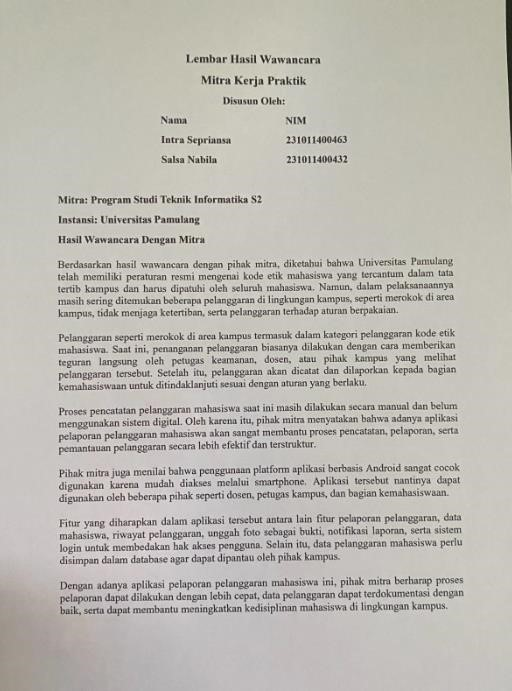 Lembar Hasil Wawancara
Mitra Kerja Praktik
Disusun Oleh:
Nama NIM
Intra Sepriansa 231011400463
Salsa Nabila 231011400432
Mitra: Program Studi Teknik Informatika S2
Instansi: Universitas Pamulang
Hasil Wawancara Dengan Mitra
Berdasarkan hasil wawancara dengan pihak mitra, diketahui bahwa Universitas Pamulang
telah memiliki peraturan resmi mengenai kode etik mahasiswa yang tercantum dalam tata
tertib kampus dan harus dipatuhi oleh seluruh mahasiswa. Namun, dalam pelaksanaannya
masih sering ditemukan beberapa pelanggaran di lingkungan kampus, seperti merokok di area
kampus, tidak menjaga ketertiban, serta pelanggaran terhadap aturan berpakaian.
Pelanggaran seperti merokok di area kampus termasuk dalam kategori pelanggaran kode etik
mahasiswa. Saat ini, penanganan pelanggaran biasanya dilakukan dengan cara memberikan
teguran langsung oleh petugas keamanan, dosen, atau pihak kampus yang melihat
pelanggaran tersebut. Setelah itu, pelanggaran akan dicatat dan dilaporkan kepada bagian
kemahasiswaan untuk ditindaklanjuti sesuai dengan aturan yang berlaku.
Proses pencatatan pelanggaran mahasiswa saat ini masih dilakukan secara manual dan belum
menggunakan sistem digital. Oleh karena itu, pihak mitra menyatakan bahwa adanya aplikasi
pelaporan pelanggaran mahasiswa akan sangat membantu proses pencatatan, pelaporan, serta
pemantauan pelanggaran secara lebih efektif dan terstruktur.
Pihak mitra juga menilai bahwa penggunaan platform aplikasi berbasis Android sangat cocok
digunakan karena mudah diakses melalui smartphone. Aplikasi tersebut nantinya dapat
digunakan oleh beberapa pihak seperti dosen, petugas kampus, dan bagian kemahasiswaan.
Fitur yang diharapkan dalam aplikasi tersebut antara lain fitur pelaporan pelanggaran, data
mahasiswa, riwayat pelanggaran, unggah foto sebagai bukti, notifikasi laporan, serta sistem
login untuk membedakan hak akses pengguna. Selain itu, data pelanggaran mahasiswa perlu
disimpan dalam database agar dapat dipantau oleh pihak kampus.
Dengan adanya aplikasi pelaporan pelanggaran mahasiswa ini, pihak mitra berharap proses
pelaporan dapat dilakukan dengan lebih cepat, data pelanggaran dapat terdokumentasi dengan
baik, serta dapat membantu meningkatkan kedisiplinan mahasiswa di lingkungan kampus.